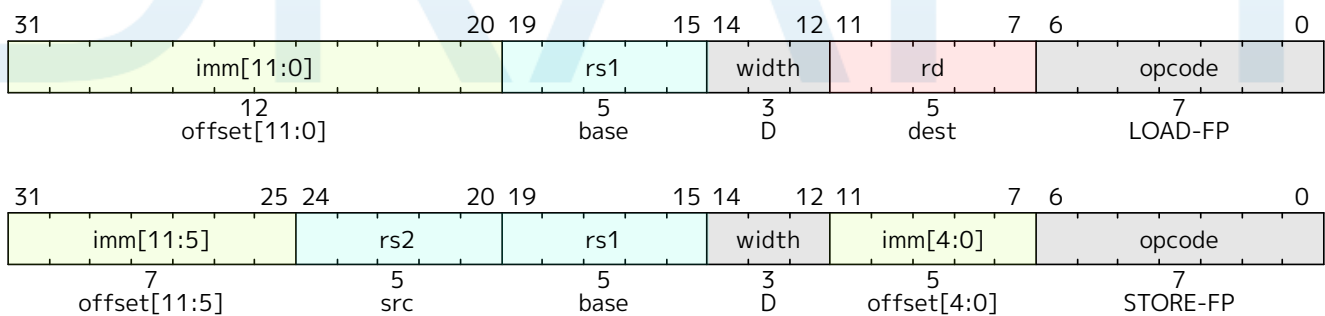 31 20 19 15 14 12 11 7 6 0
imm[11:0] rs1 width rd opcode
12 5 3 5 7
offset[11:0] base D dest LOAD-FP
31 25 24 20 19 15 14 12 11 7 6 0
imm[11:5] rs2 rs1 width imm[4:0] opcode
7 5 5 3 5 7
offset[11:5] src base D offset[4:0] STORE-FP